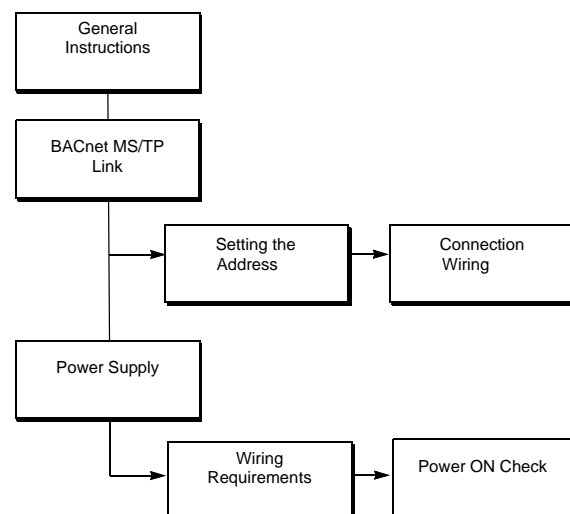 General
Instructions
BACnet MS/TP
Link
Setting the
Address
Connection
Wiring
Power Supply
Wiring
Requirements
Power ON Check